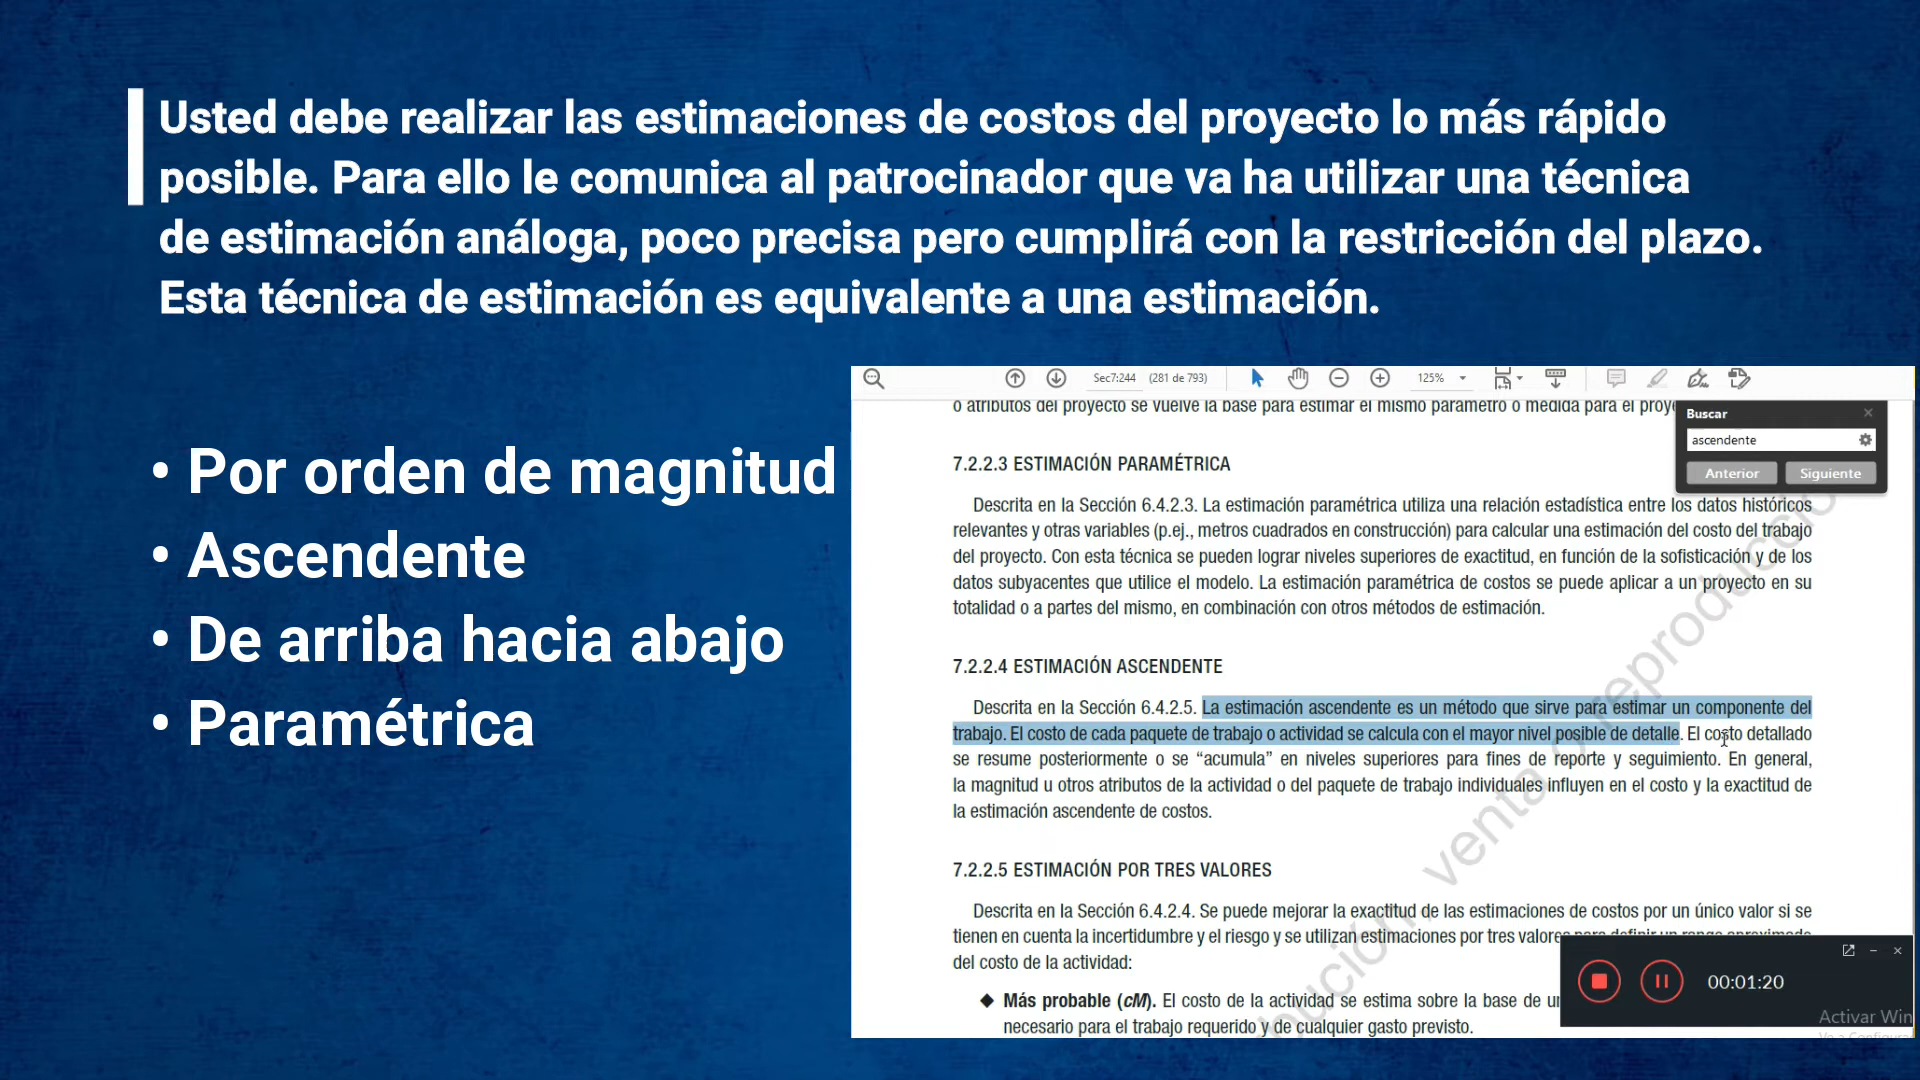 Usted debe realizar las estimaciones de costos del proyecto lo más rápido
posible. Para ello le comunica al patrocinador que va ha utilizar una técnica
de estimación análoga, poco precisa pero cumplirá con la restricción del plazo.
Esta técnica de estimación es equivalente a una estimación.
• Por orden de magnitud
• Ascendente
• De arriba hacia abajo
• Paramétrica
Sec7:244 (281 de 793) 125%
o atributos del proyecto se vuelve la base para estimar el mismo parámetro o medida para el
Buscar
ascendente
Anterior Siguiente
7.2.2.3 ESTIMACIÓN PARAMÉTRICA
Descrita en la Sección 6.4.2.3. La estimación paramétrica utiliza una relación estadística entre los datos históricos
relevantes y otras variables (p.ej., metros cuadrados en construcción) para calcular una estimación del costo del trabajo
del proyecto. Con esta técnica se pueden lograr niveles superiores de exactitud, en función de la sofisticación y de los
datos subyacentes que utilice el modelo. La estimación paramétrica de costos se puede aplicar a un proyecto en su
totalidad o a partes del mismo, en combinación con otros métodos de estimación.
7.2.2.4 ESTIMACIÓN ASCENDENTE
Descrita en la Sección 6.4.2.5. La estimación ascendente es un método que sirve para estimar un componente del
trabajo. El costo de cada paquete de trabajo o actividad se calcula con el mayor nivel posible de detalle. El costo detallado
se resume posteriormente o se “acumula” en niveles superiores para fines de reporte y seguimiento. En general,
la magnitud u otros atributos de la actividad o del paquete de trabajo individuales influyen en el costo y la exactitud de
la estimación ascendente de costos.
7.2.2.5 ESTIMACIÓN POR TRES VALORES
Descrita en la Sección 6.4.2.4. Se puede mejorar la exactitud de las estimaciones de costos por un único valor si se
tienen en cuenta la incertidumbre y el riesgo y se utilizan estimaciones por tres valores para definir un rango aproximado
del costo de la actividad:
◆ Más probable (cM). El costo de la actividad se estima sobre la base de
necesario para el trabajo requerido y de cualquier gasto previsto.
venta o reproducción
00:01:20
Activar Win